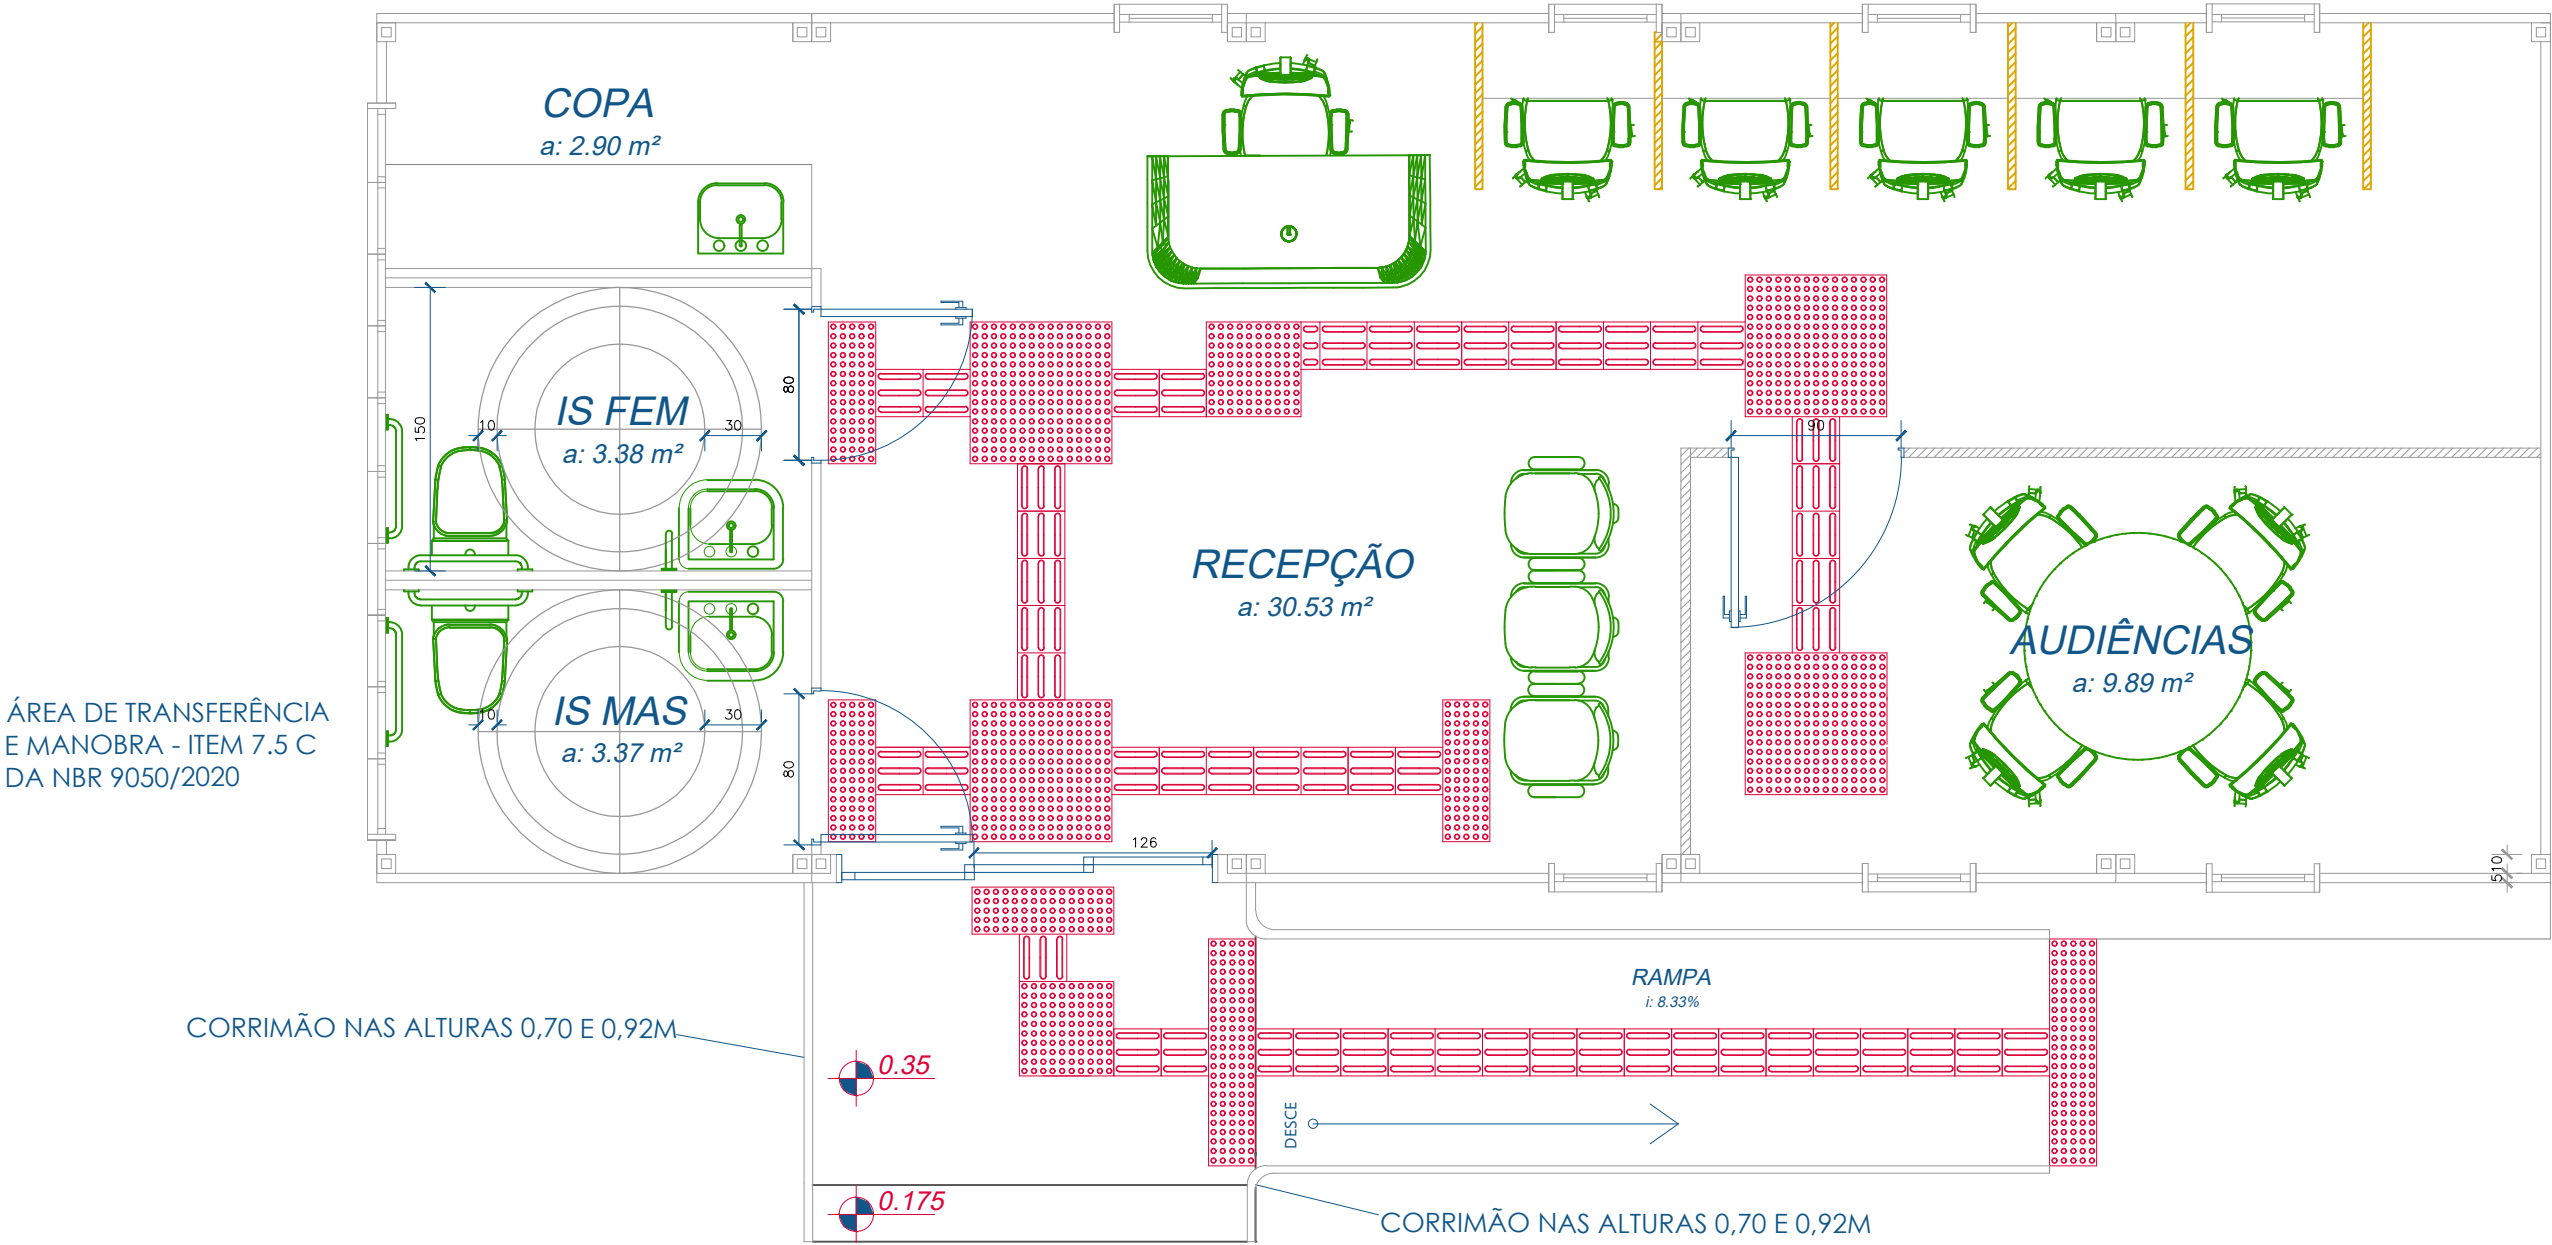 COPA
a: 2.90 m²
150
10
IS FEM
30
a: 3.38 m²
80
90
RECEPÇÃO
a: 30.53 m²
AUDIÊNCIAS
a: 9.89 m²
ÁREA DE TRANSFERÊNCIA
E MANOBRA - ITEM 7.5 C
DA NBR 9050/2020
10
IS MAS
30
a: 3.37 m²
80
126
510
RAMPA
i: 8.33%
CORRIMÃO NAS ALTURAS 0,70 E 0,92M
0.35
DESCE
0.175
CORRIMÃO NAS ALTURAS 0,70 E 0,92M